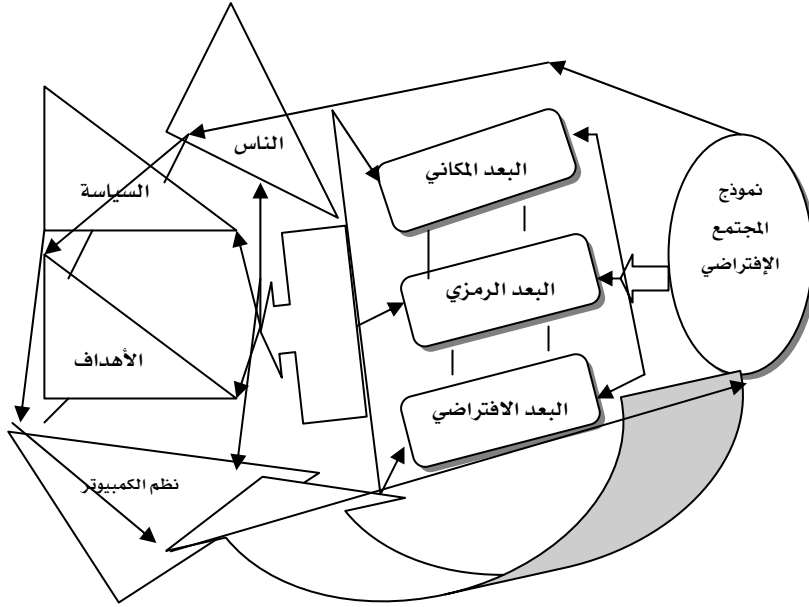 نموذج
المجتمع
الإفتراضي
البعد المكاني
البعد الرمزي
البعد الافتراضي
الناس
السياسة
الأهداف
نظم الكمبيوتر